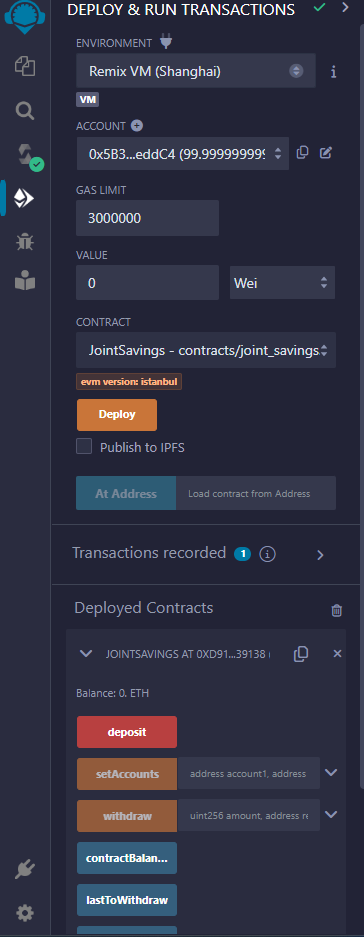 DEPLOY & RUN TRANSACTIONS
ENVIRONMENT
Remix VM (Shanghai)
VM
ACCOUNT
0x5B3...eddC4 (99.999999999
GAS LIMIT
3000000
VALUE
0 Wei
CONTRACT
JointSavings - contracts/joint_savings
evm version: istanbul
Deploy
Publish to IPFS
At Address Load contract from Address
Transactions recorded 1
Deployed Contracts
JOINTSAVINGS AT 0XD91...39138 (
Balance: 0. ETH
deposit
setAccounts address account1, address
withdraw uint256 amount, address re
contractBalan...
lastToWithdraw